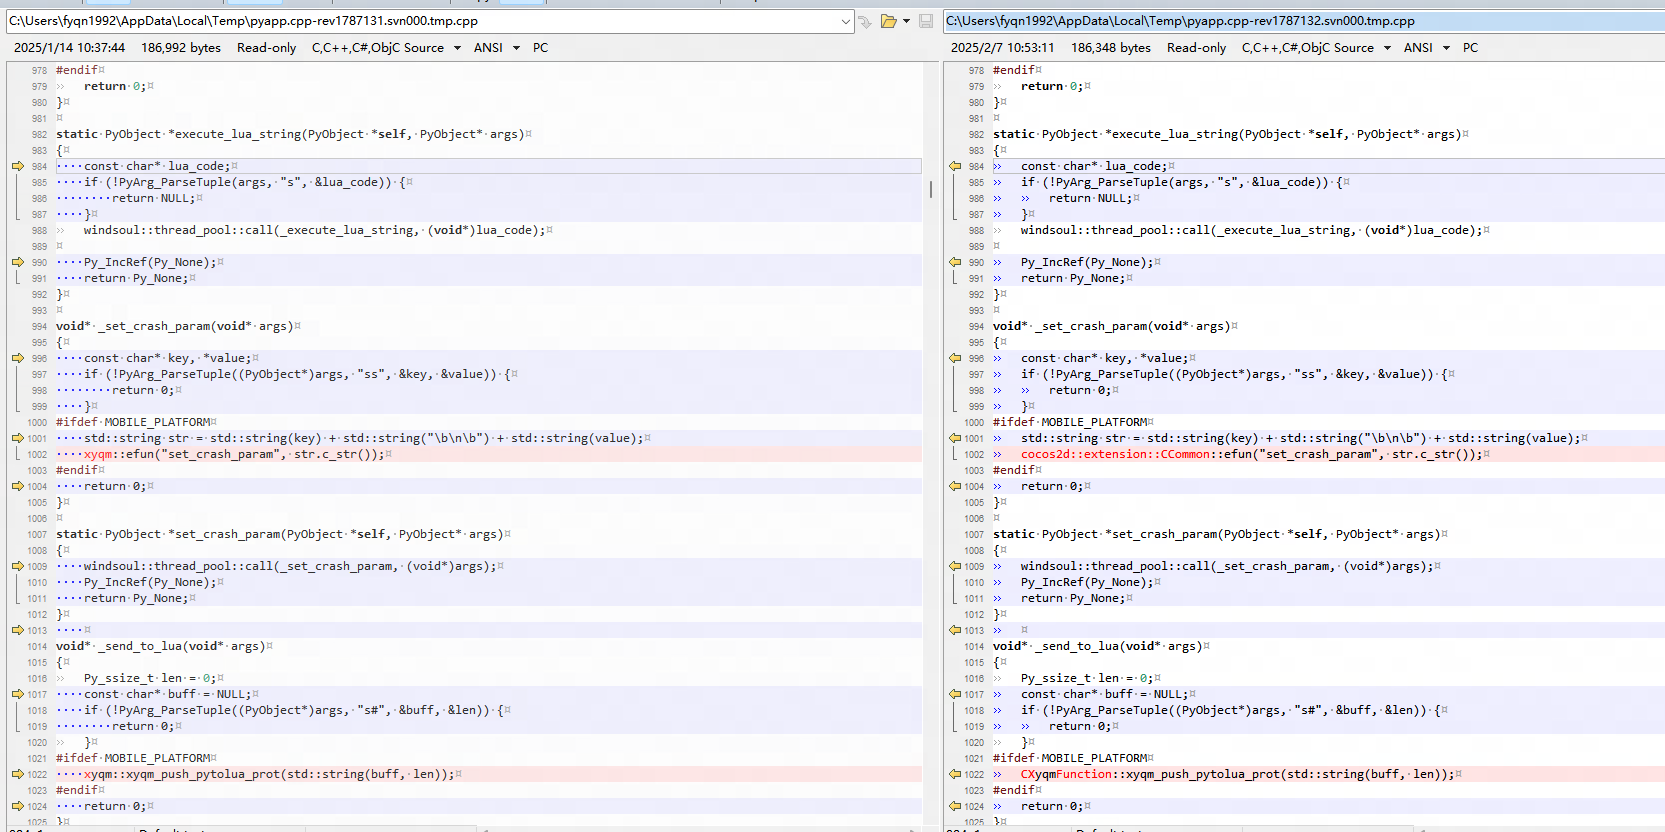 C:\Users\fyqn1992\AppData\Local\Temp\pyapp.cpp-rev1787131.svn000.tmp.cpp
2025/1/14 10:37:44 186,992 bytes Read-only C,C++,C#,ObjC Source ANSI PC
978 #endif¤
979 » return·0;¤
980 }¤
981 ¤
982 static·PyObject·*execute_lua_string(PyObject·*self,·PyObject*·args)¤
983 {¤
984 ····const·char*·lua_code;¤
985 ····if·(!PyArg_ParseTuple(args,·"s",·&lua_code))·{¤
986 ········return·NULL;¤
987 ····}¤
988 » windsoul::thread_pool::call(_execute_lua_string,·(void*)lua_code);¤
989 ¤
990 ····Py_IncRef(Py_None);¤
991 ····return·Py_None;¤
992 }¤
993 ¤
994 void*·_set_crash_param(void*·args)¤
995 {¤
996 ····const·char*·key,·*value;¤
997 ····if·(!PyArg_ParseTuple((PyObject*)args,·"ss",·&key,·&value))·{¤
998 ········return·0;¤
999 ····}¤
1000 #ifdef·MOBILE_PLATFORM¤
1001 ····std::string·str·=·std::string(key)·+·std::string("\b\n\b")·+·std::string(value);¤
1002 ····xyqm::efun("set_crash_param",·str.c_str());¤
1003 #endif¤
1004 ····return·0;¤
1005 }¤
1006 ¤
1007 static·PyObject·*set_crash_param(PyObject·*self,·PyObject*·args)¤
1008 {¤
1009 ····windsoul::thread_pool::call(_set_crash_param,·(void*)args);¤
1010 ····Py_IncRef(Py_None);¤
1011 ····return·Py_None;¤
1012 }¤
1013 ····¤
1014 void*·_send_to_lua(void*·args)¤
1015 {¤
1016 » Py_ssize_t·len·=·0;¤
1017 ····const·char*·buff·=·NULL;¤
1018 ····if·(!PyArg_ParseTuple((PyObject*)args,·"s#",·&buff,·&len))·{¤
1019 ········return·0;¤
1020 » }¤
1021 #ifdef·MOBILE_PLATFORM¤
1022 ····xyqm::xyqm_push_pytolua_prot(std::string(buff,·len));¤
1023 #endif¤
1024 ····return·0;¤
1025 }¤
C:\Users\fyqn1992\AppData\Local\Temp\pyapp.cpp-rev1787132.svn000.tmp.cpp
2025/2/7 10:53:11 186,348 bytes Read-only C,C++,C#,ObjC Source ANSI PC
978 #endif¤
979 » return·0;¤
980 }¤
981 ¤
982 static·PyObject·*execute_lua_string(PyObject·*self,·PyObject*·args)¤
983 {¤
984 » const·char*·lua_code;¤
985 » if·(!PyArg_ParseTuple(args,·"s",·&lua_code))·{¤
986 » » return·NULL;¤
987 » }¤
988 » windsoul::thread_pool::call(_execute_lua_string,·(void*)lua_code);¤
989 ¤
990 » Py_IncRef(Py_None);¤
991 » return·Py_None;¤
992 }¤
993 ¤
994 void*·_set_crash_param(void*·args)¤
995 {¤
996 » const·char*·key,·*value;¤
997 » if·(!PyArg_ParseTuple((PyObject*)args,·"ss",·&key,·&value))·{¤
998 » » return·0;¤
999 » }¤
1000 #ifdef·MOBILE_PLATFORM¤
1001 » std::string·str·=·std::string(key)·+·std::string("\b\n\b")·+·std::string(value);¤
1002 » cocos2d::extension::CCommon::efun("set_crash_param",·str.c_str());¤
1003 #endif¤
1004 » return·0;¤
1005 }¤
1006 ¤
1007 static·PyObject·*set_crash_param(PyObject·*self,·PyObject*·args)¤
1008 {¤
1009 » windsoul::thread_pool::call(_set_crash_param,·(void*)args);¤
1010 » Py_IncRef(Py_None);¤
1011 » return·Py_None;¤
1012 }¤
1013 » ¤
1014 void*·_send_to_lua(void*·args)¤
1015 {¤
1016 » Py_ssize_t·len·=·0;¤
1017 » const·char*·buff·=·NULL;¤
1018 » if·(!PyArg_ParseTuple((PyObject*)args,·"s#",·&buff,·&len))·{¤
1019 » » return·0;¤
1020 » }¤
1021 #ifdef·MOBILE_PLATFORM¤
1022 » CXyqmFunction::xyqm_push_pytolua_prot(std::string(buff,·len));¤
1023 #endif¤
1024 » return·0;¤
1025 }¤